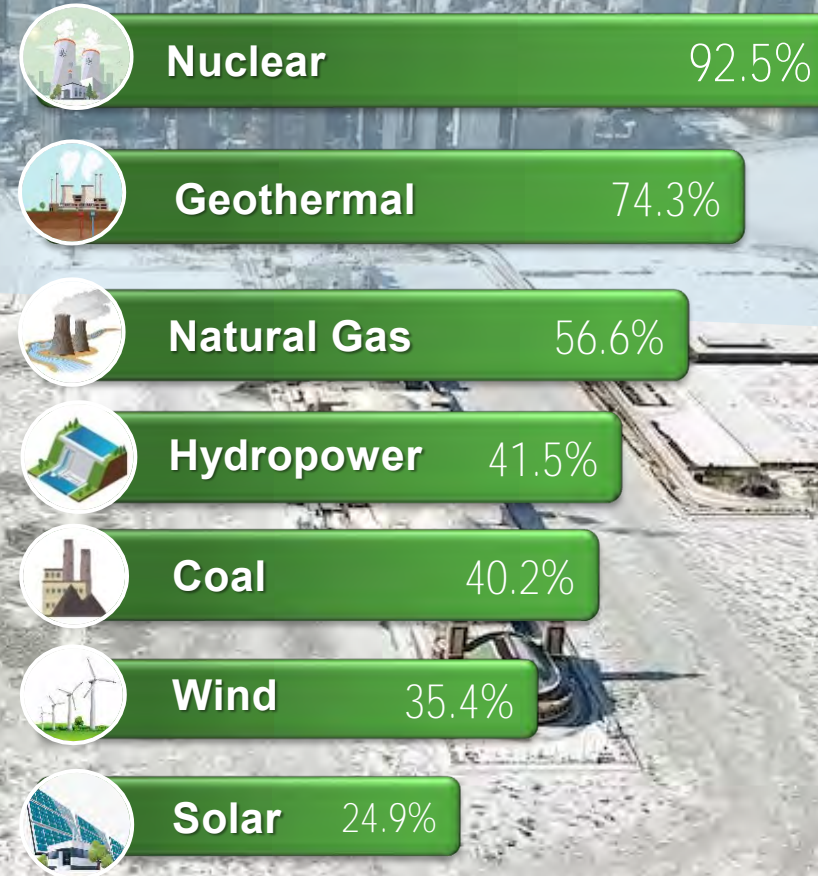 Nuclear 92.5%
Geothermal 74.3%
Natural Gas 56.6%
Hydropower 41.5%
Coal 40.2%
Wind 35.4%
Solar 24.9%